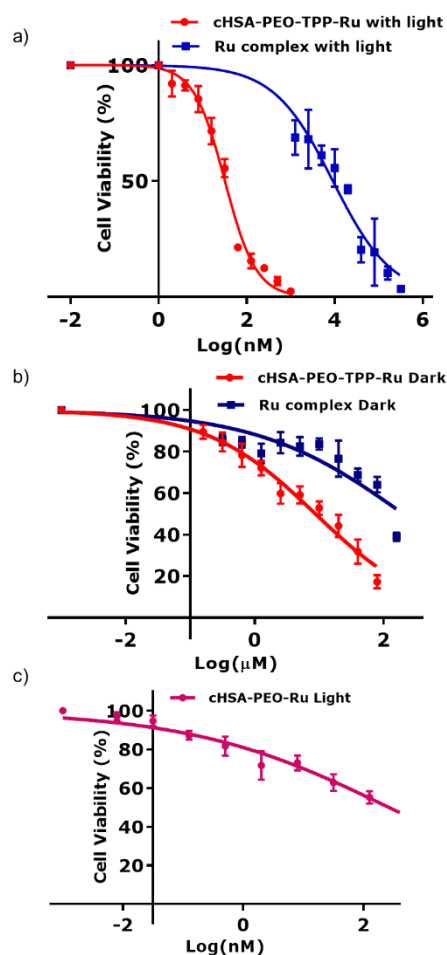 a)
cHSA-PEO-TPP-Ru with light
Ru complex with light
Cell Viability (%)
100
50
-2 0 2 4 6
Log(nM)
b)
cHSA-PEO-TPP-Ru Dark
Ru complex Dark
Cell Viability (%)
100
80
60
40
20
-2 0 2
Log(μM)
c)
cHSA-PEO-Ru Light
Cell Viability (%)
100
80
60
40
20
-2 0 2
Log(nM)